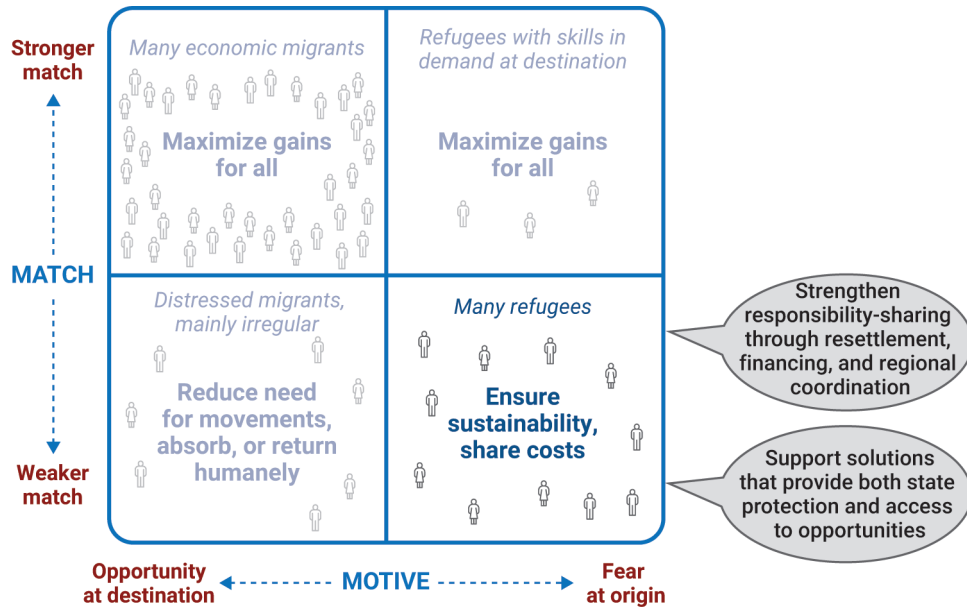 Stronger
match
MATCH
Weaker
match
Many economic migrants
Maximize gains
for all
Refugees with skills in
demand at destination
Maximize gains
for all
Distressed migrants,
mainly irregular
Reduce need
for movements,
absorb, or return
humanely
Many refugees
Ensure
sustainability,
share costs
Strengthen
responsibility-sharing
through resettlement,
financing, and regional
coordination
Support solutions
that provide both state
protection and access
to opportunities
Opportunity
at destination
MOTIVE
Fear
at origin